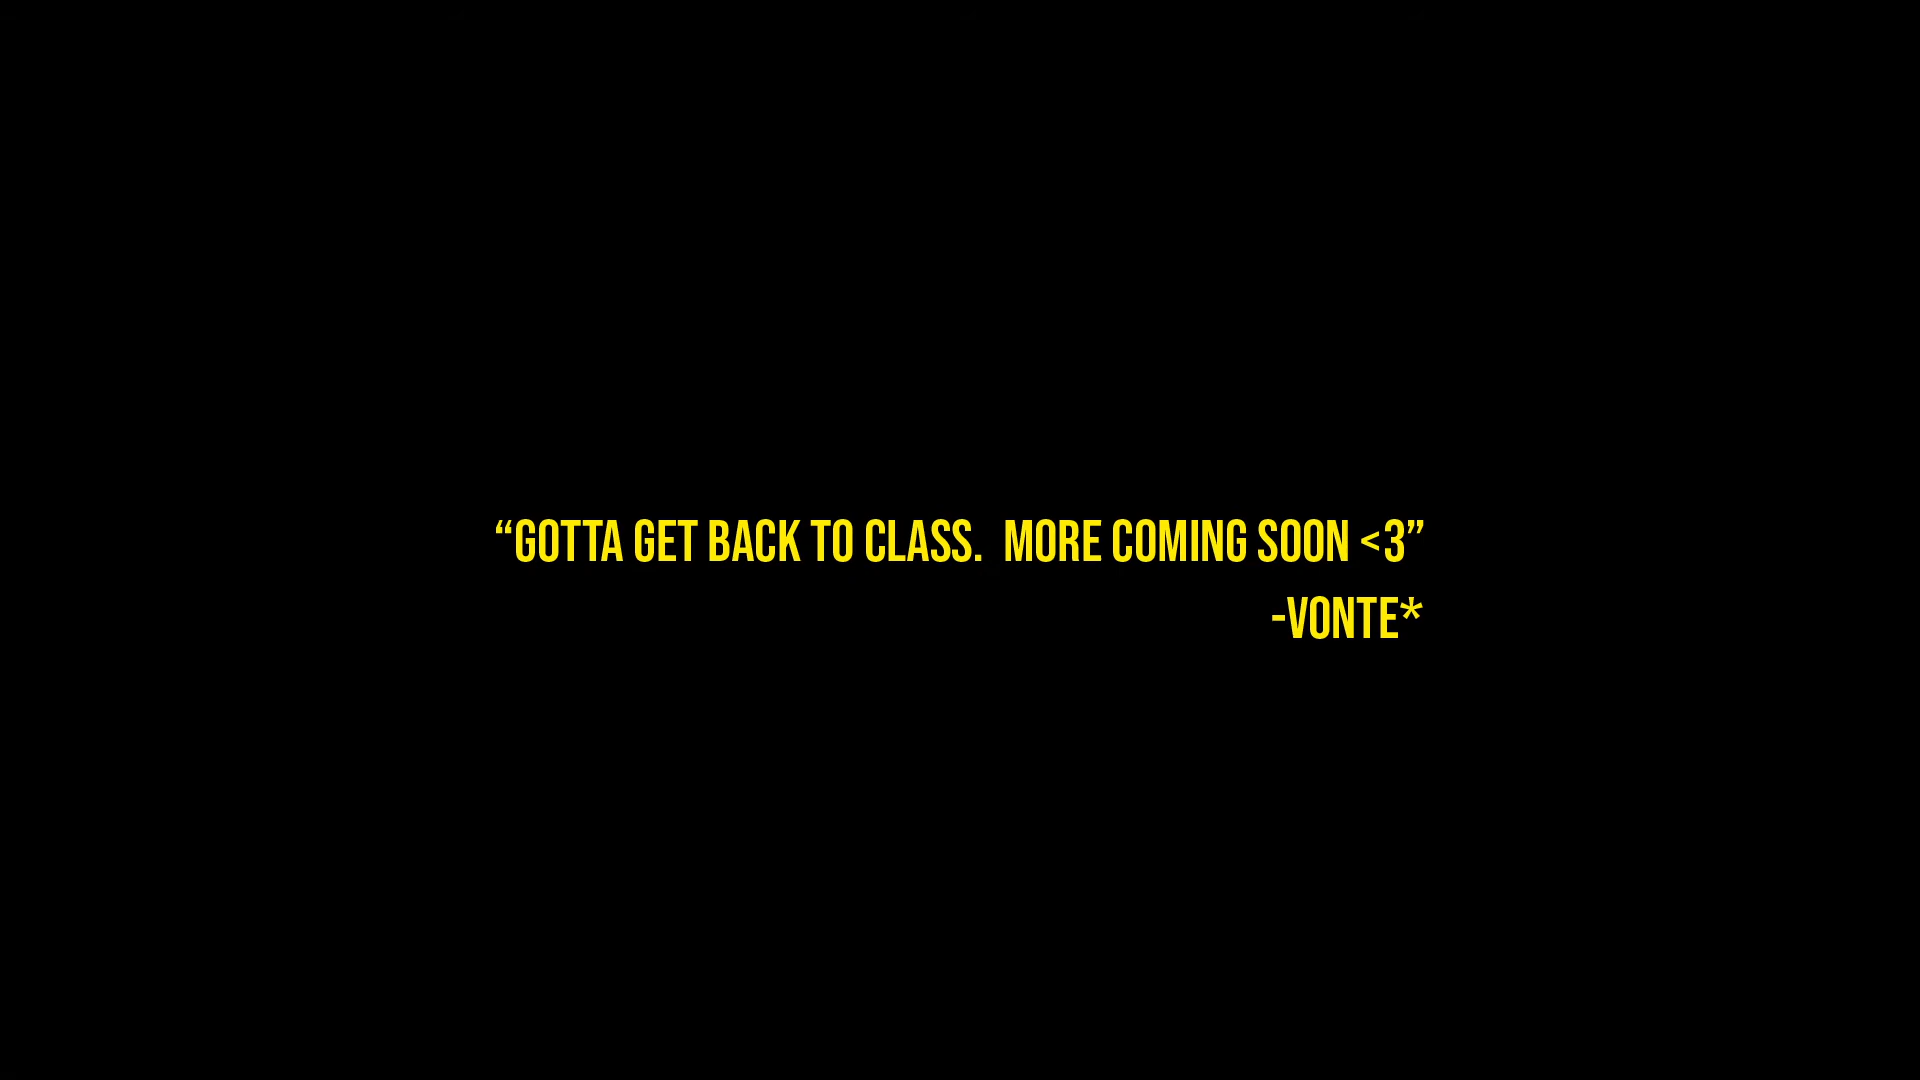 “GOTTA GET BACK TO CLASS.  MORE COMING SOON <3”
-VONTE*